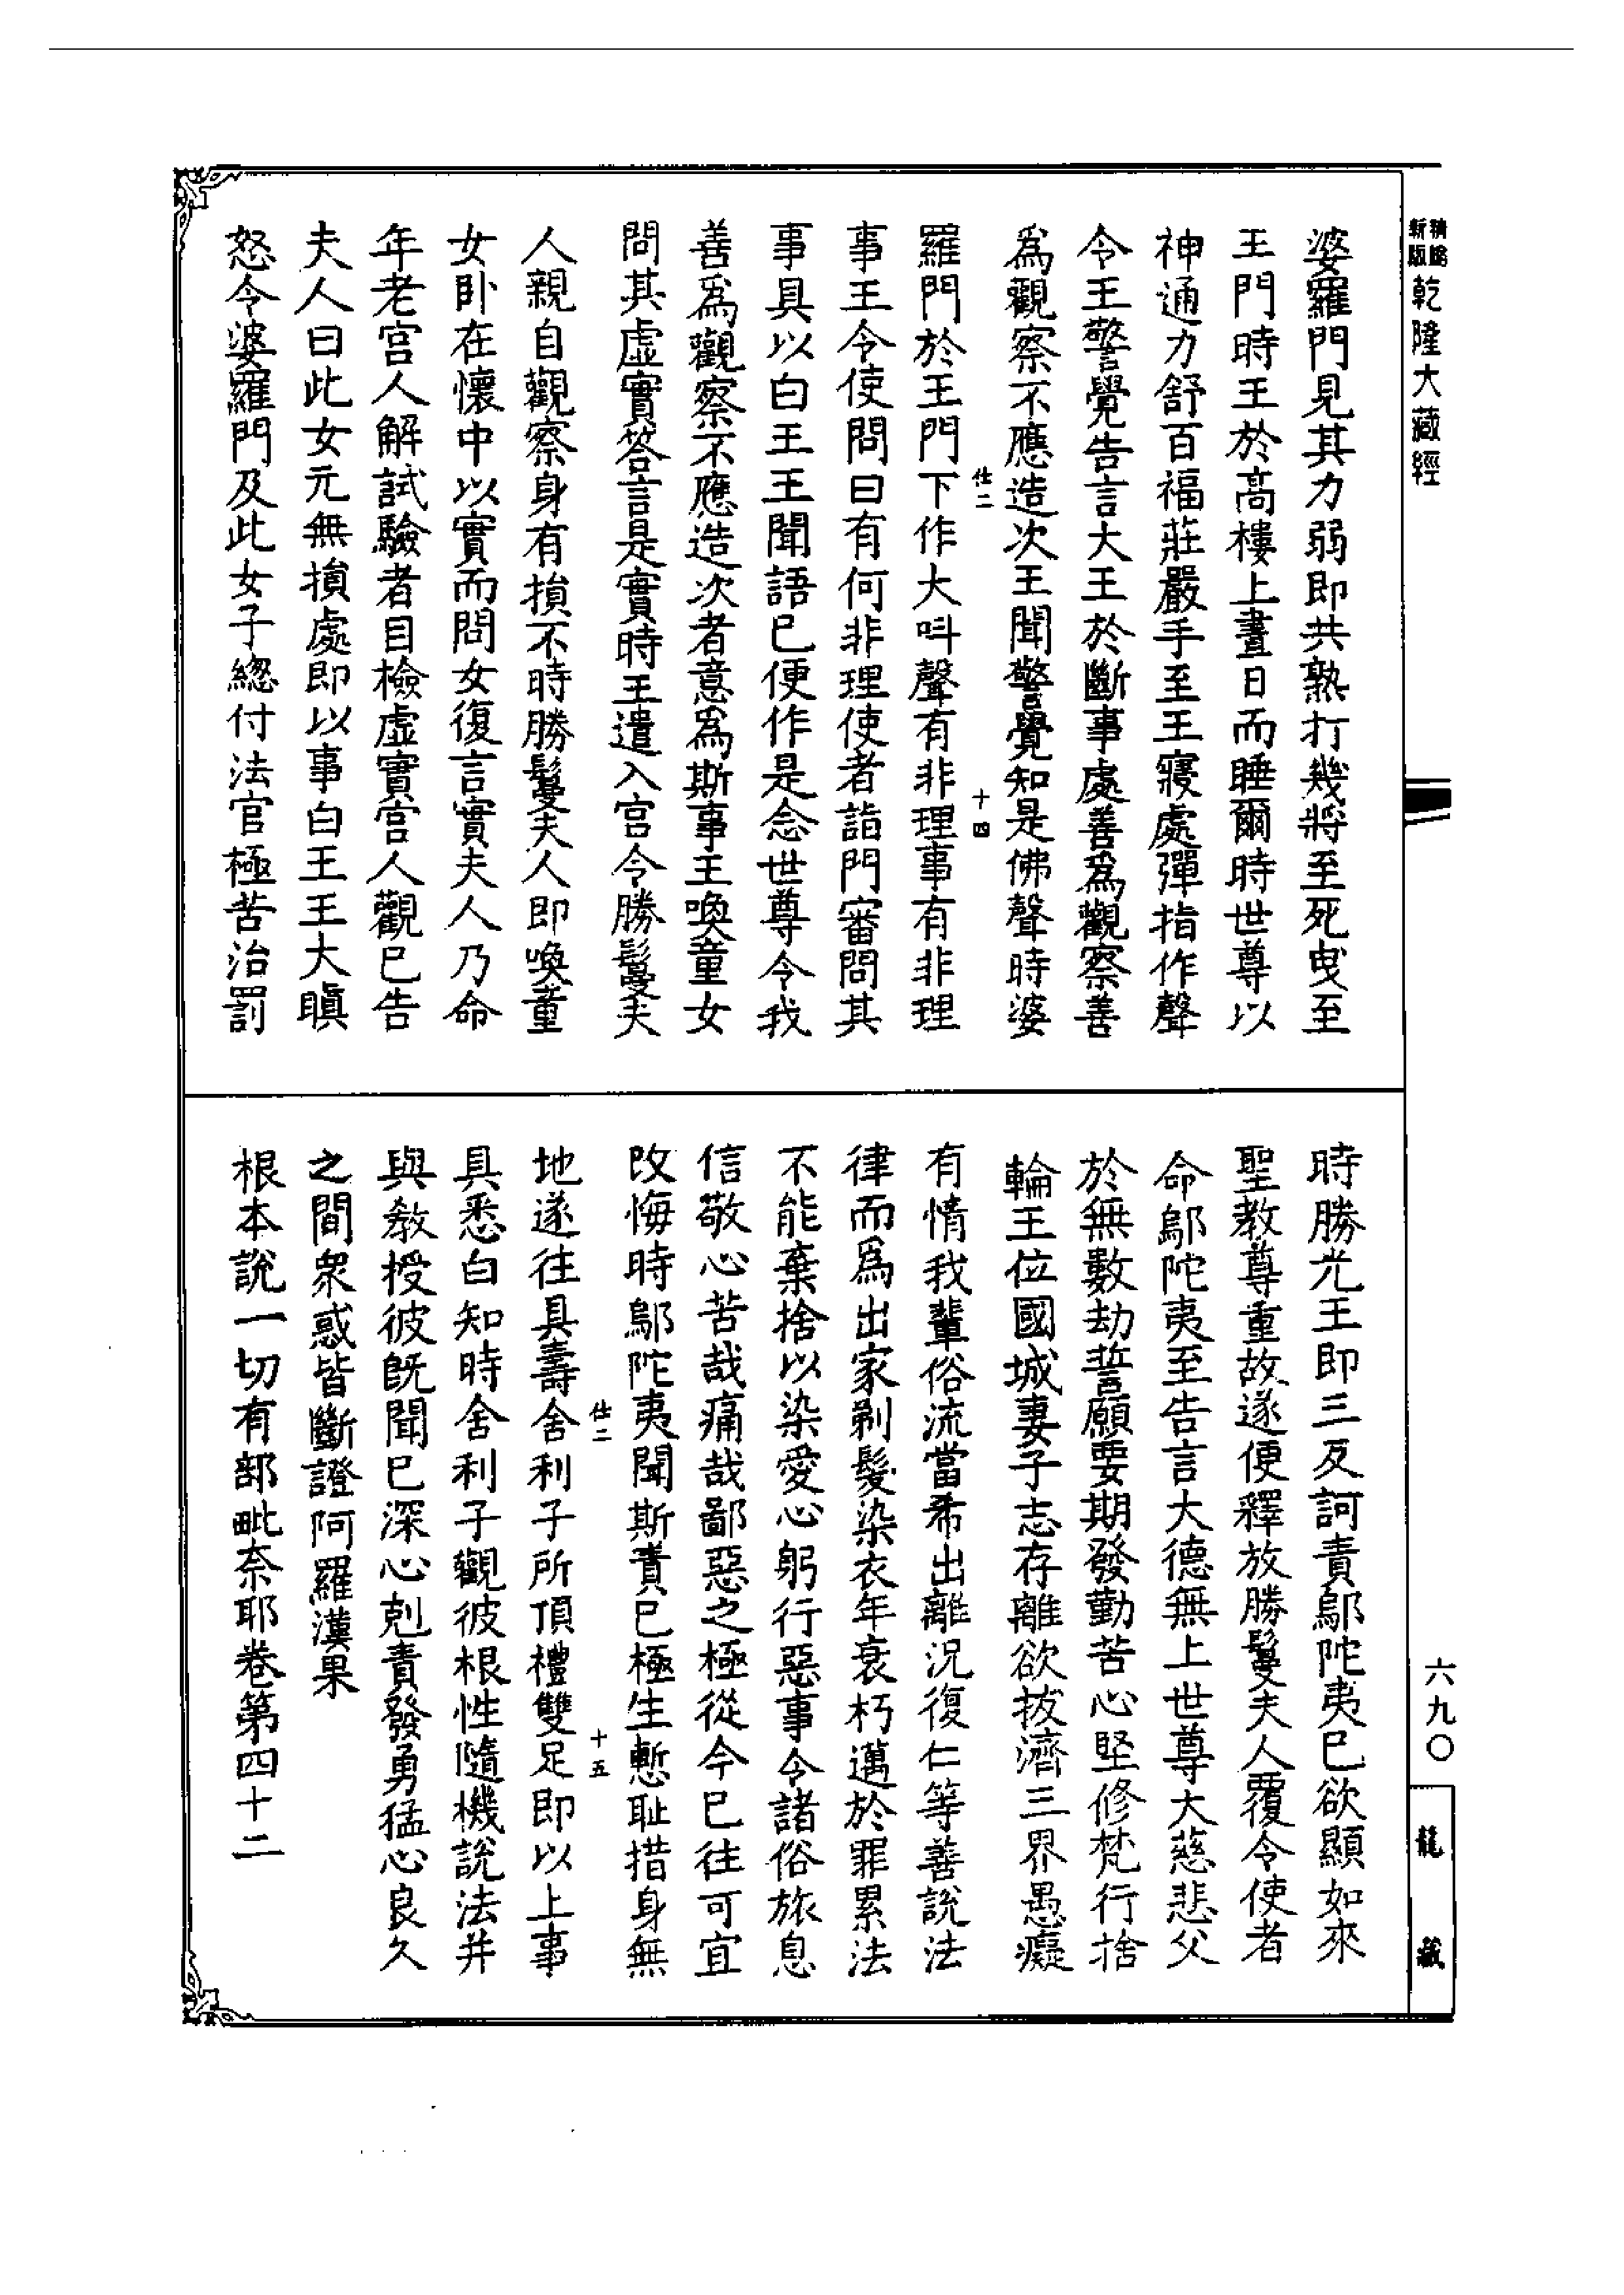 新版
精縮
乾隆大藏經
婆羅門見其力弱即共熟打幾將至死曳至
王門時王於高樓上晝日而睡爾時世尊以
神通力舒百福莊嚴手至王寢處彈指作聲
令王警覺告言大王於斷事處善為觀察善
為觀察不應造次王聞警覺知是佛聲時婆
仕二
十四
羅門於王門下作大呌聲有非理事有非理
事王令使問曰有何非理使者詣門審問其
事具以白王王聞語已便作是念世尊令我
善為觀察不應造次者意為斯事王喚童女
問其虛實答言是實時王遣入宮令勝鬘夫
人親自觀察身有損不時勝鬘夫人即喚童
女卧在懷中以實而問女復言實夫人乃命
年老宮人解試驗者目檢虛實宮人觀已告
夫人曰此女元無損處即以事白王王大瞋
怒令婆羅門及此女子總付法官極苦治罰
時勝光王即三反訶責鄔陀夷已欲顯如來
聖教尊重故遂便釋放勝鬘夫人覆令使者
命鄔陀夷至告言大德無上世尊大慈悲父
於無數劫誓願要期發勤苦心堅修梵行捨
輪王位國城妻子志存離欲拔濟三界愚癡
有情我輩俗流當希出離況復仁等善說法
律而為出家剃髮染衣年衰朽邁於罪累法
不能棄捨以染愛心躬行惡事令諸俗旅息
信敬心苦哉痛哉鄙惡之極從今已往可宜
改悔時鄔陀夷聞斯責已極生慙恥措身無
仕二
十五
地遂往具壽舍利子所頂禮雙足即以上事
具悉白知時舍利子觀彼根性隨機說法并
與教授彼旣聞已深心剋責發勇猛心良久
之間眾惑皆斷證阿羅漢果
根本說一切有部毗奈耶卷第四十二
六九〇
龍藏